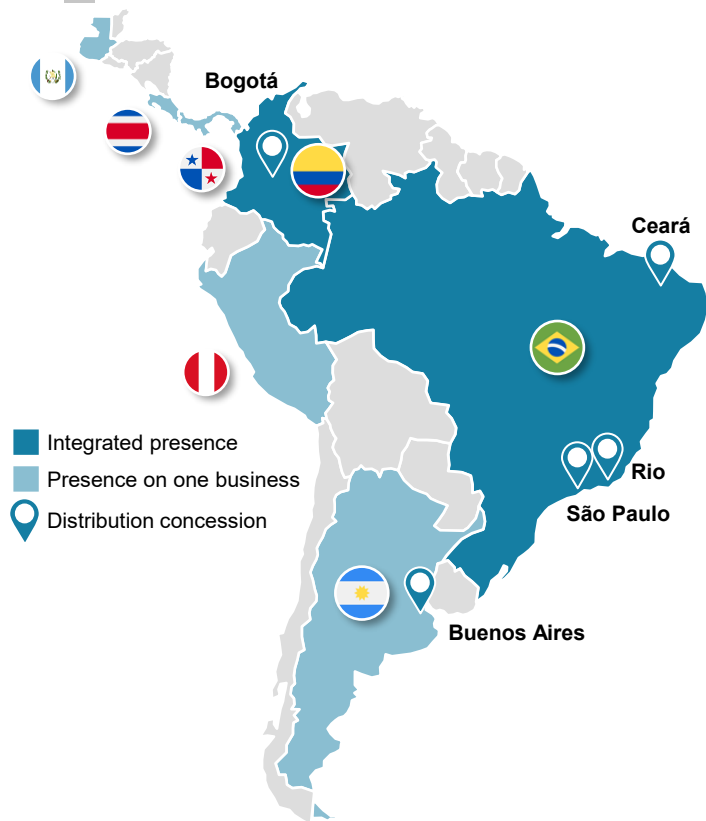 Bogotá
Ceará
Integrated presence
Presence on one business
Rio
São Paulo
Distribution concession
Buenos Aires